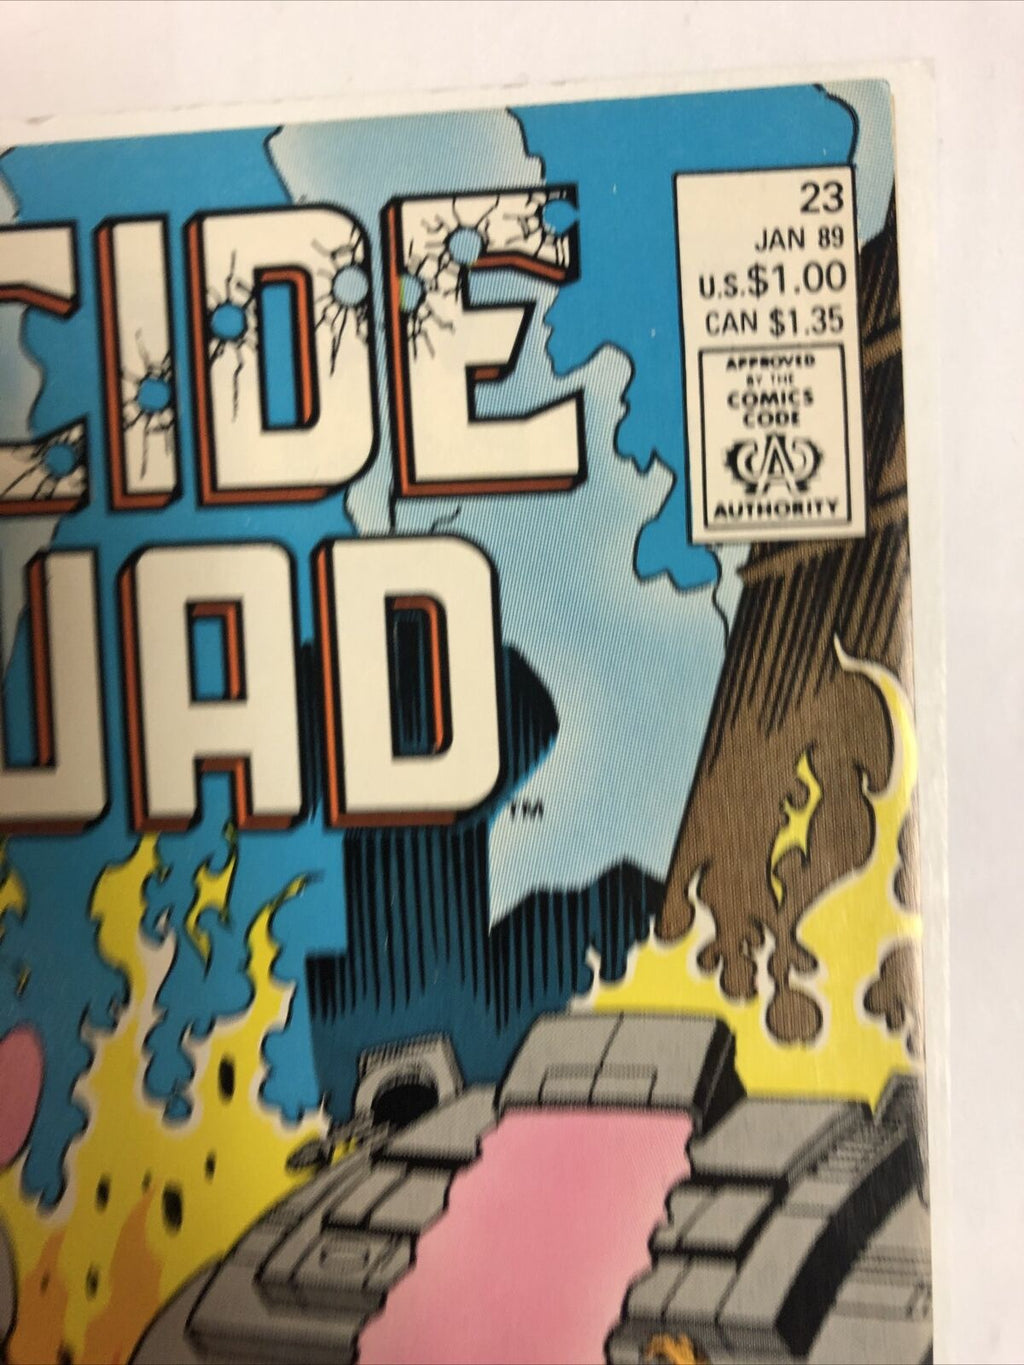 CIDE
UAD
TM
23
JAN 89
U.S.$1.00
CAN $1.35
APPROVED
BY THE
COMICS
CODE
CA
AUTHORITY